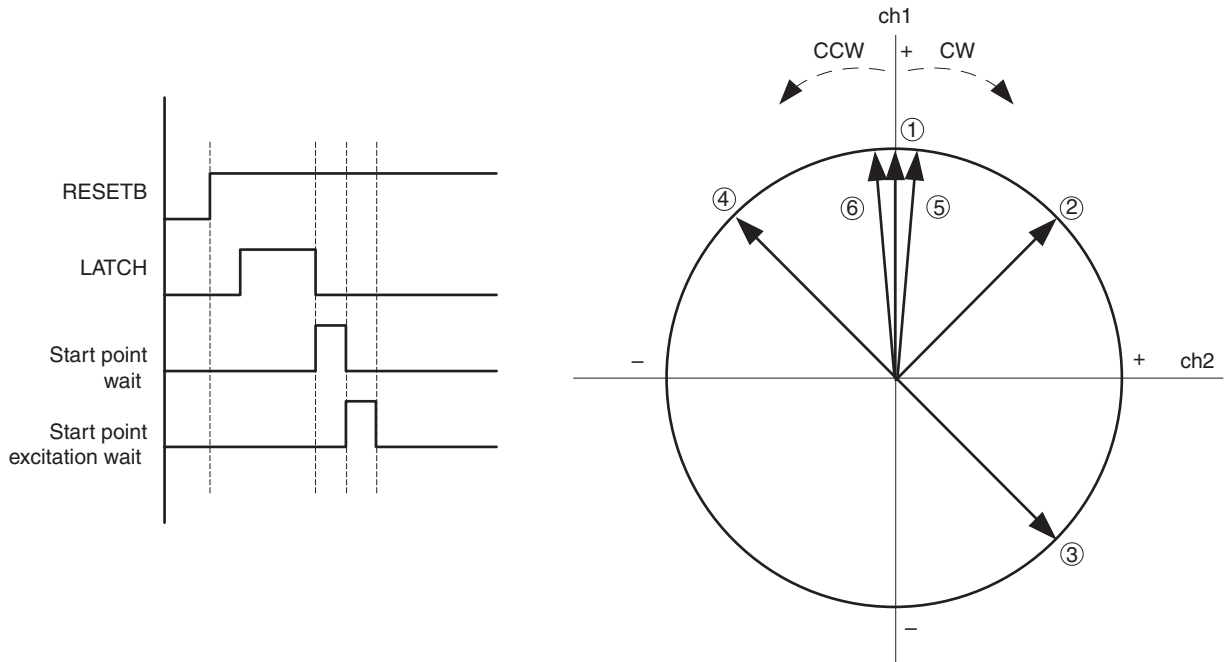 RESETB
LATCH
Start point
wait
Start point
excitation wait
ch1
CCW + CW
①
④ ⑥ ⑤ ②
– + ch2
③
–